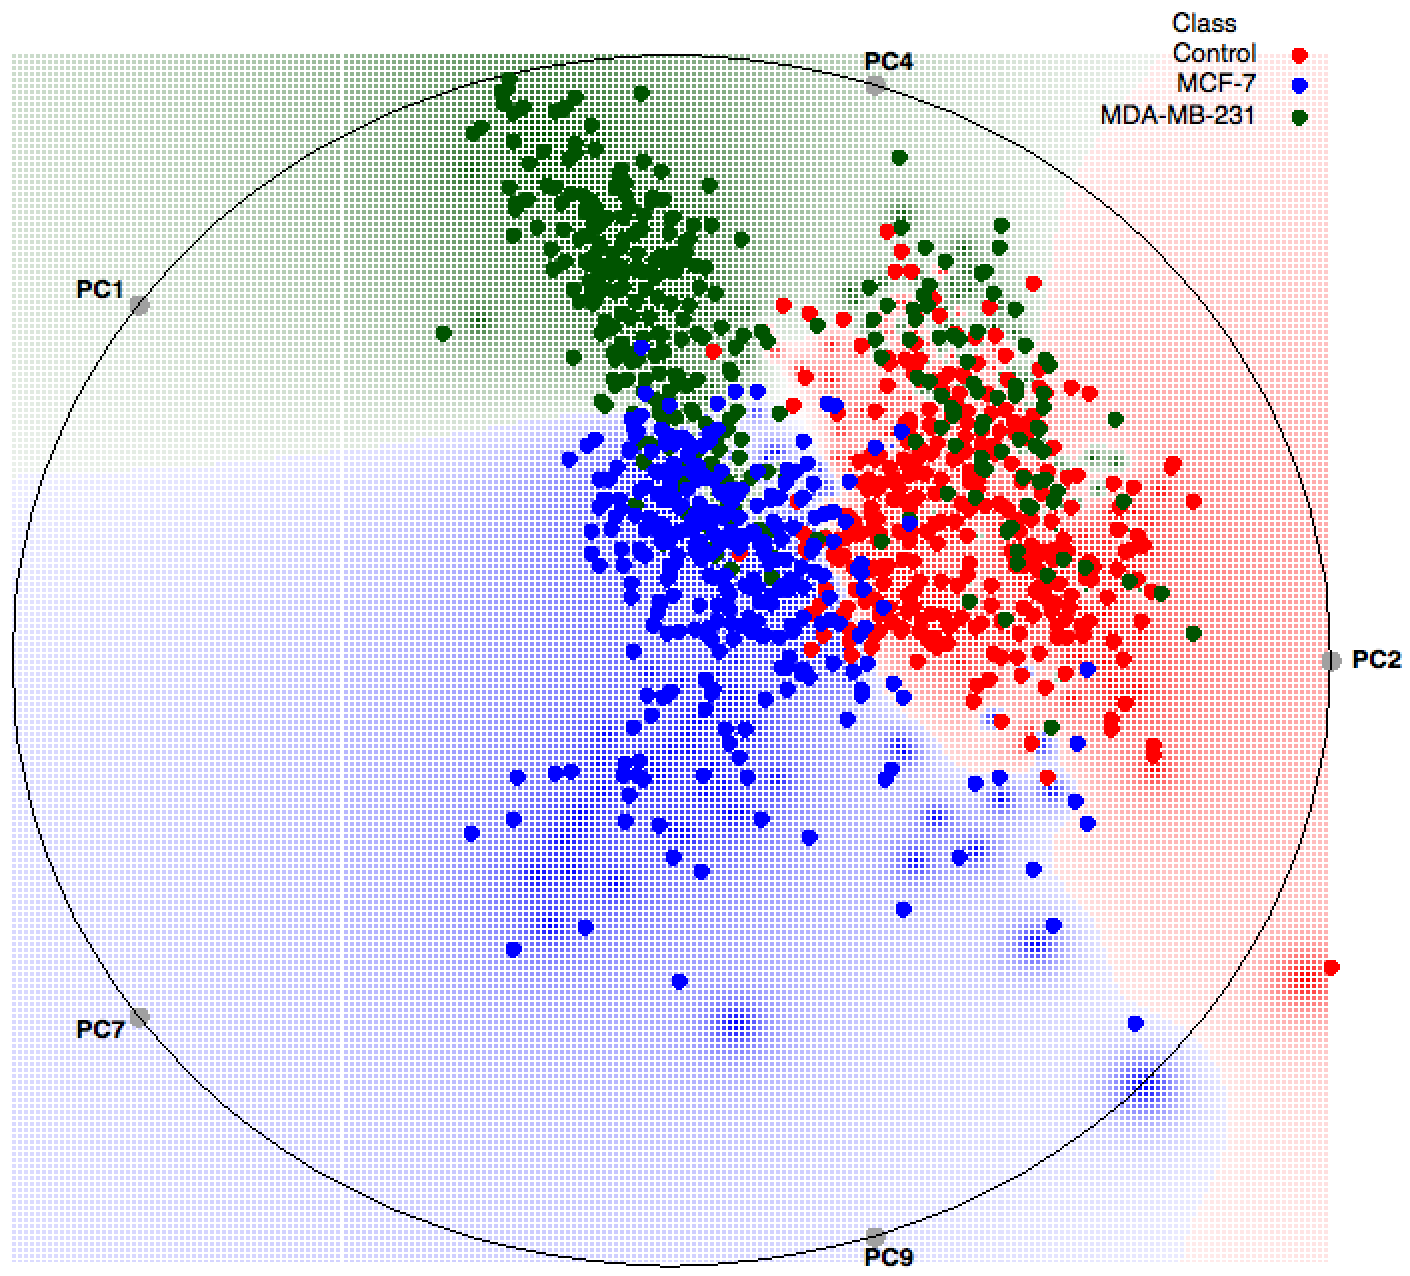 Class
Control
MCF-7
MDA-MB-231
PC4
PC1
PC2
PC7
PC9